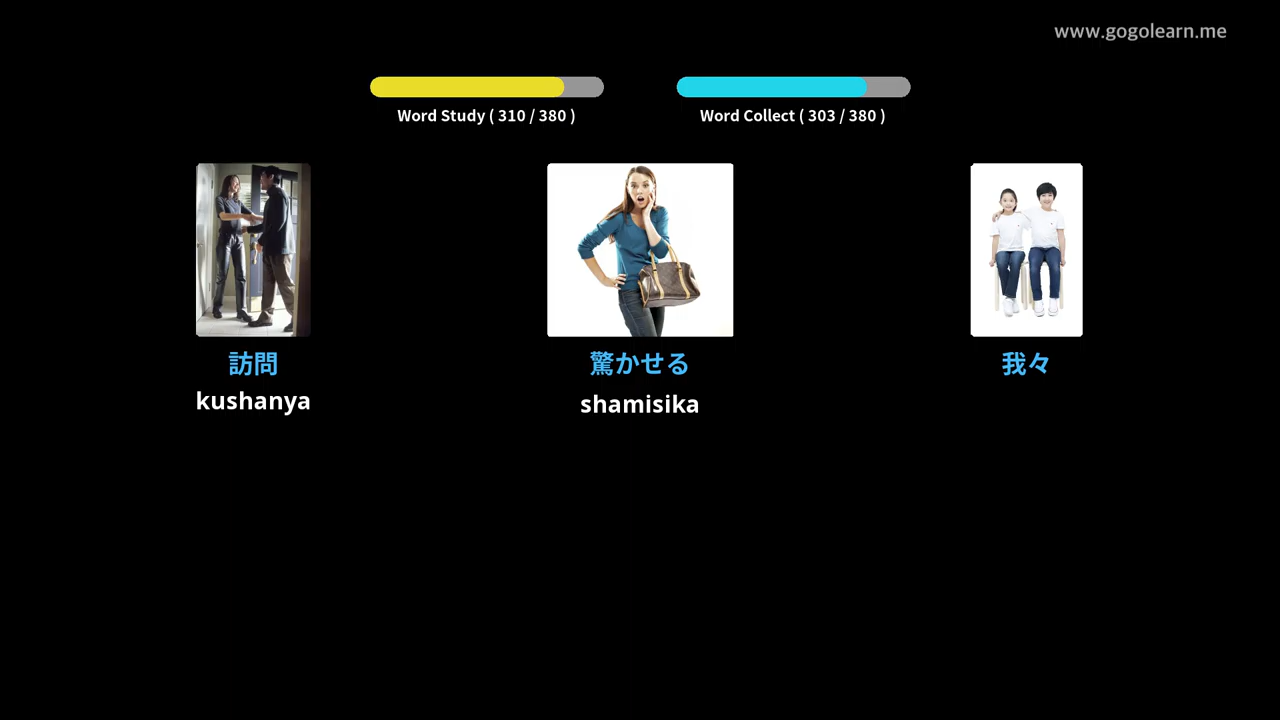 www.gogolearn.me
Word Study ( 310 / 380 )
Word Collect ( 303 / 380 )
訪問
驚かせる
我々
kushanya
shamisika